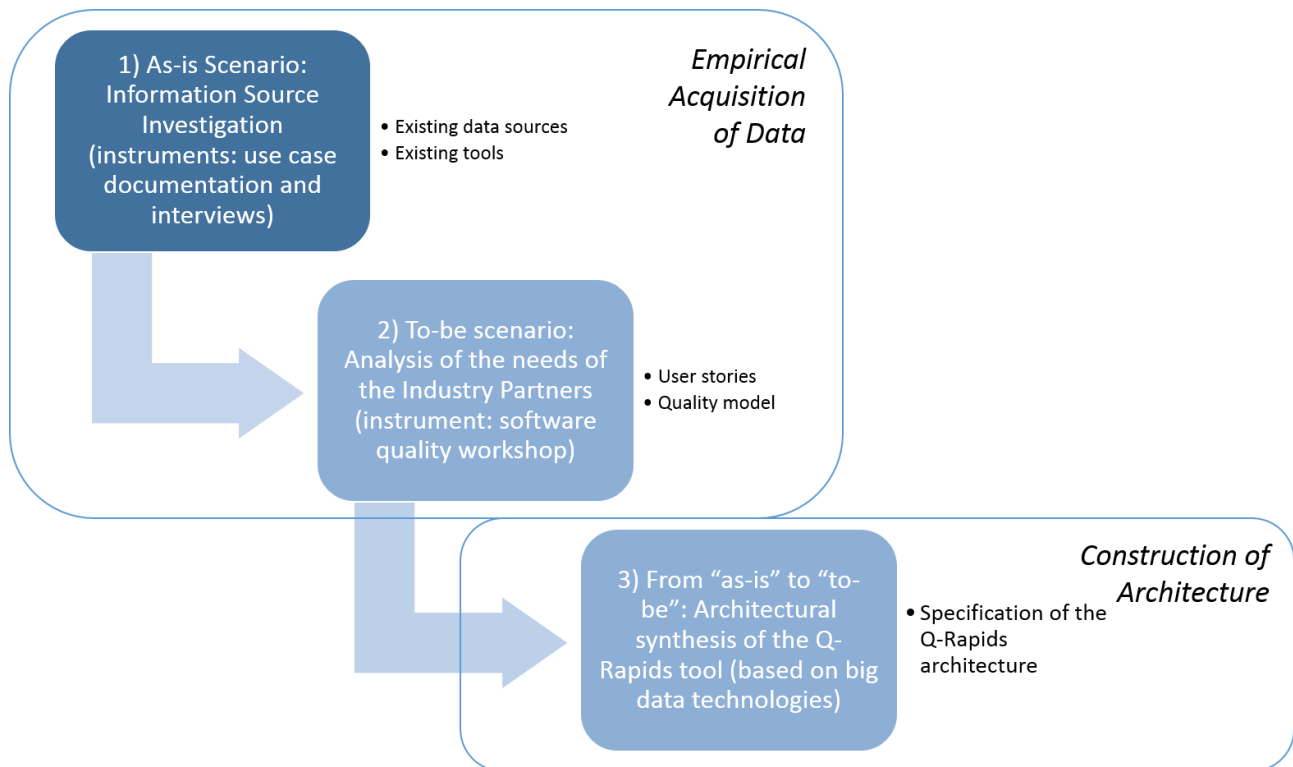 1) As-is Scenario:
Information Source
Investigation
(instruments: use case
documentation and
interviews)
• Existing data sources
• Existing tools
Empirical
Acquisition
of Data
2) To-be scenario:
Analysis of the needs of
the Industry Partners
(instrument: software
quality workshop)
• User stories
• Quality model
3) From “as-is” to “to-
be”: Architectural
synthesis of the Q-
Rapids tool (based on big
data technologies)
• Specification of the
Q-Rapids
architecture
Construction of
Architecture